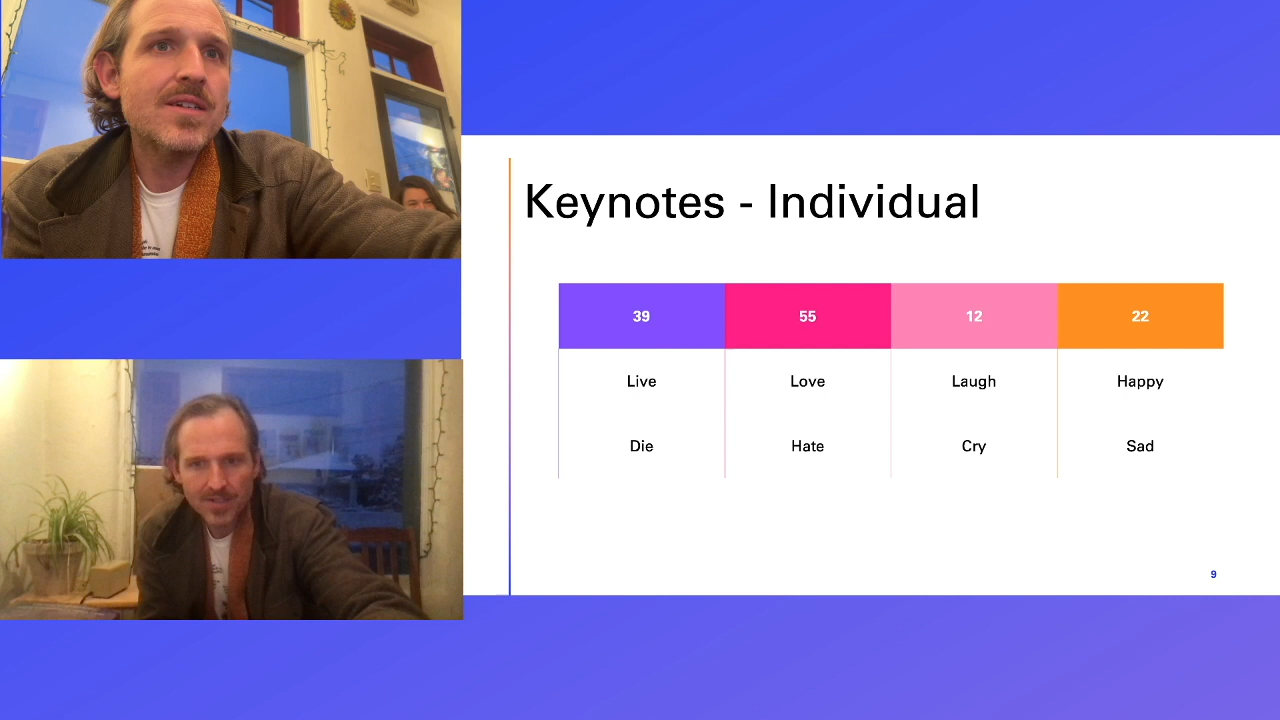 Keynotes - Individual
39 55 12 22
Live Love Laugh Happy
Die Hate Cry Sad
9